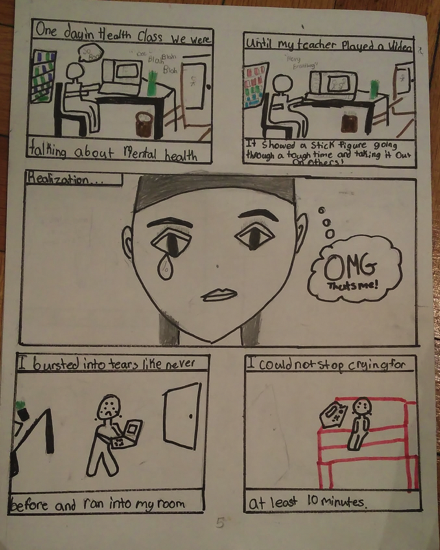 One day in Health Class we were
Blah
Blah
Blah
talking about Mental health
Until my teacher Played a Video
It showed a Stick figure going
through a tough time and taking it Out
On others!
Realization...
OMG
Thats me!
I bursted into tears like never
before and ran into my room
I could not stop crying for
at least 10 minutes.
5